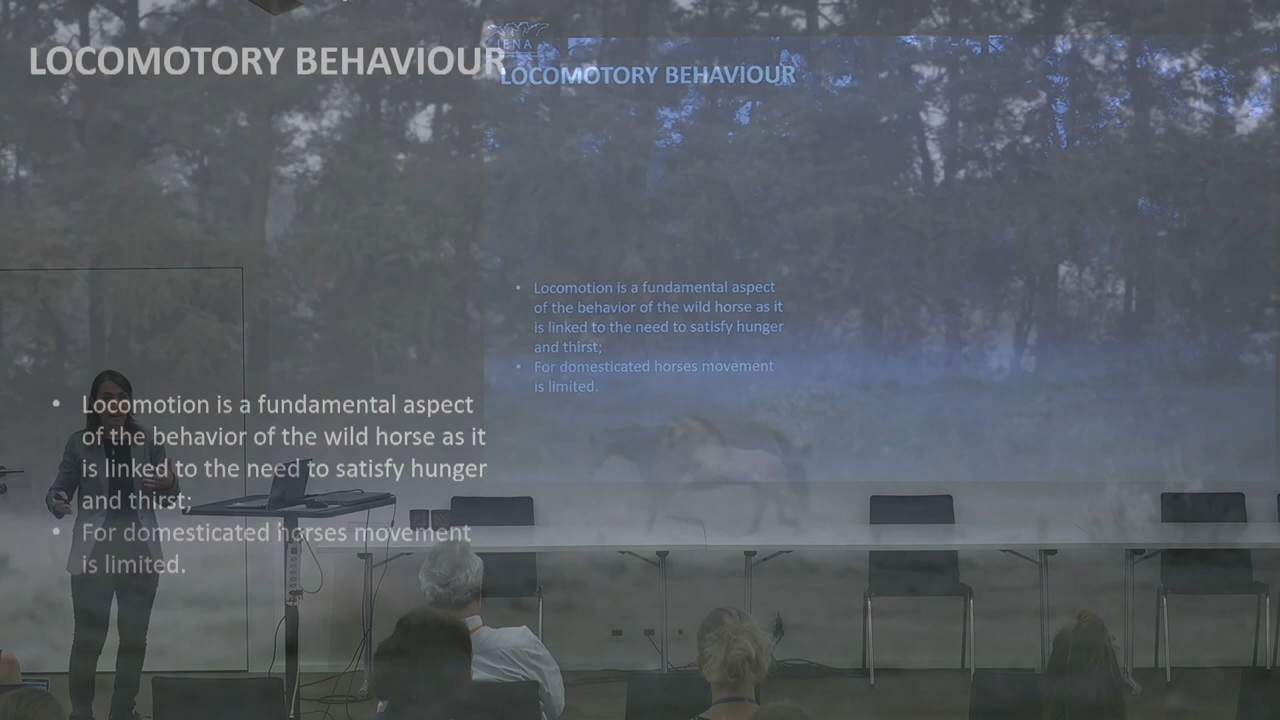 LOCOMOTORY BEHAVIOUR
• Locomotion is a fundamental aspect
of the behavior of the wild horse as it
is linked to the need to satisfy hunger
and thirst;
• For domesticated horses movement
is limited.
LOCOMOTORY BEHAVIOUR
• Locomotion is a fundamental aspect
of the behavior of the wild horse as it
is linked to the need to satisfy hunger
and thirst;
• For domesticated horses movement
is limited.